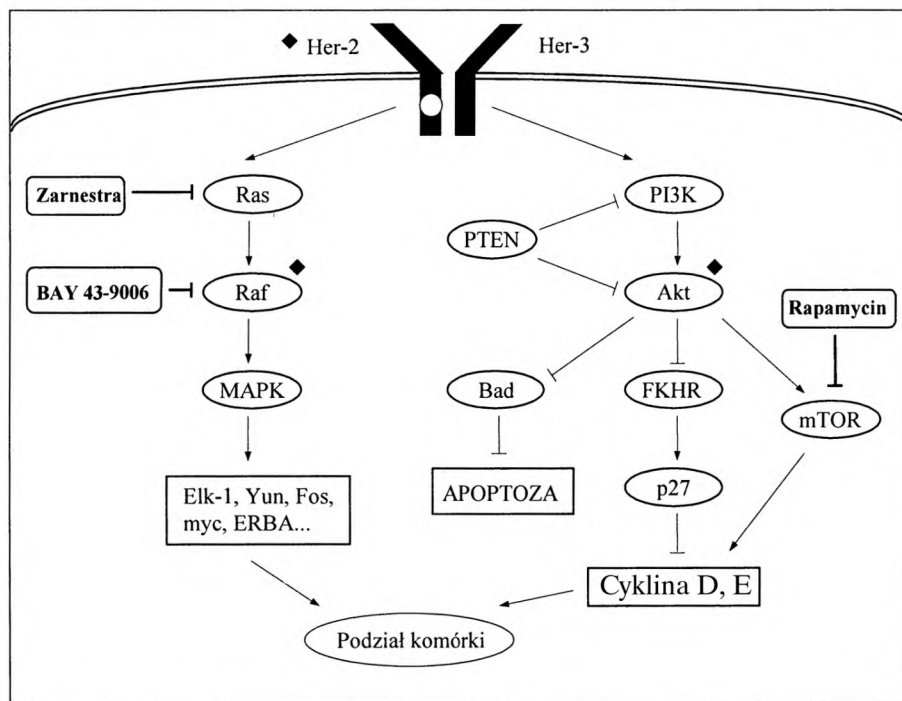 Her-2
Her-3
Zarnestra
Ras
PI3K
PTEN
BAY 43-9006
Raf
Akt
Rapamycin
MAPK
Bad
FKHR
mTOR
Elk-1, Yun, Fos,
myc, ERBA...
APOPTOZA
p27
Cyklina D, E
Podział komórki